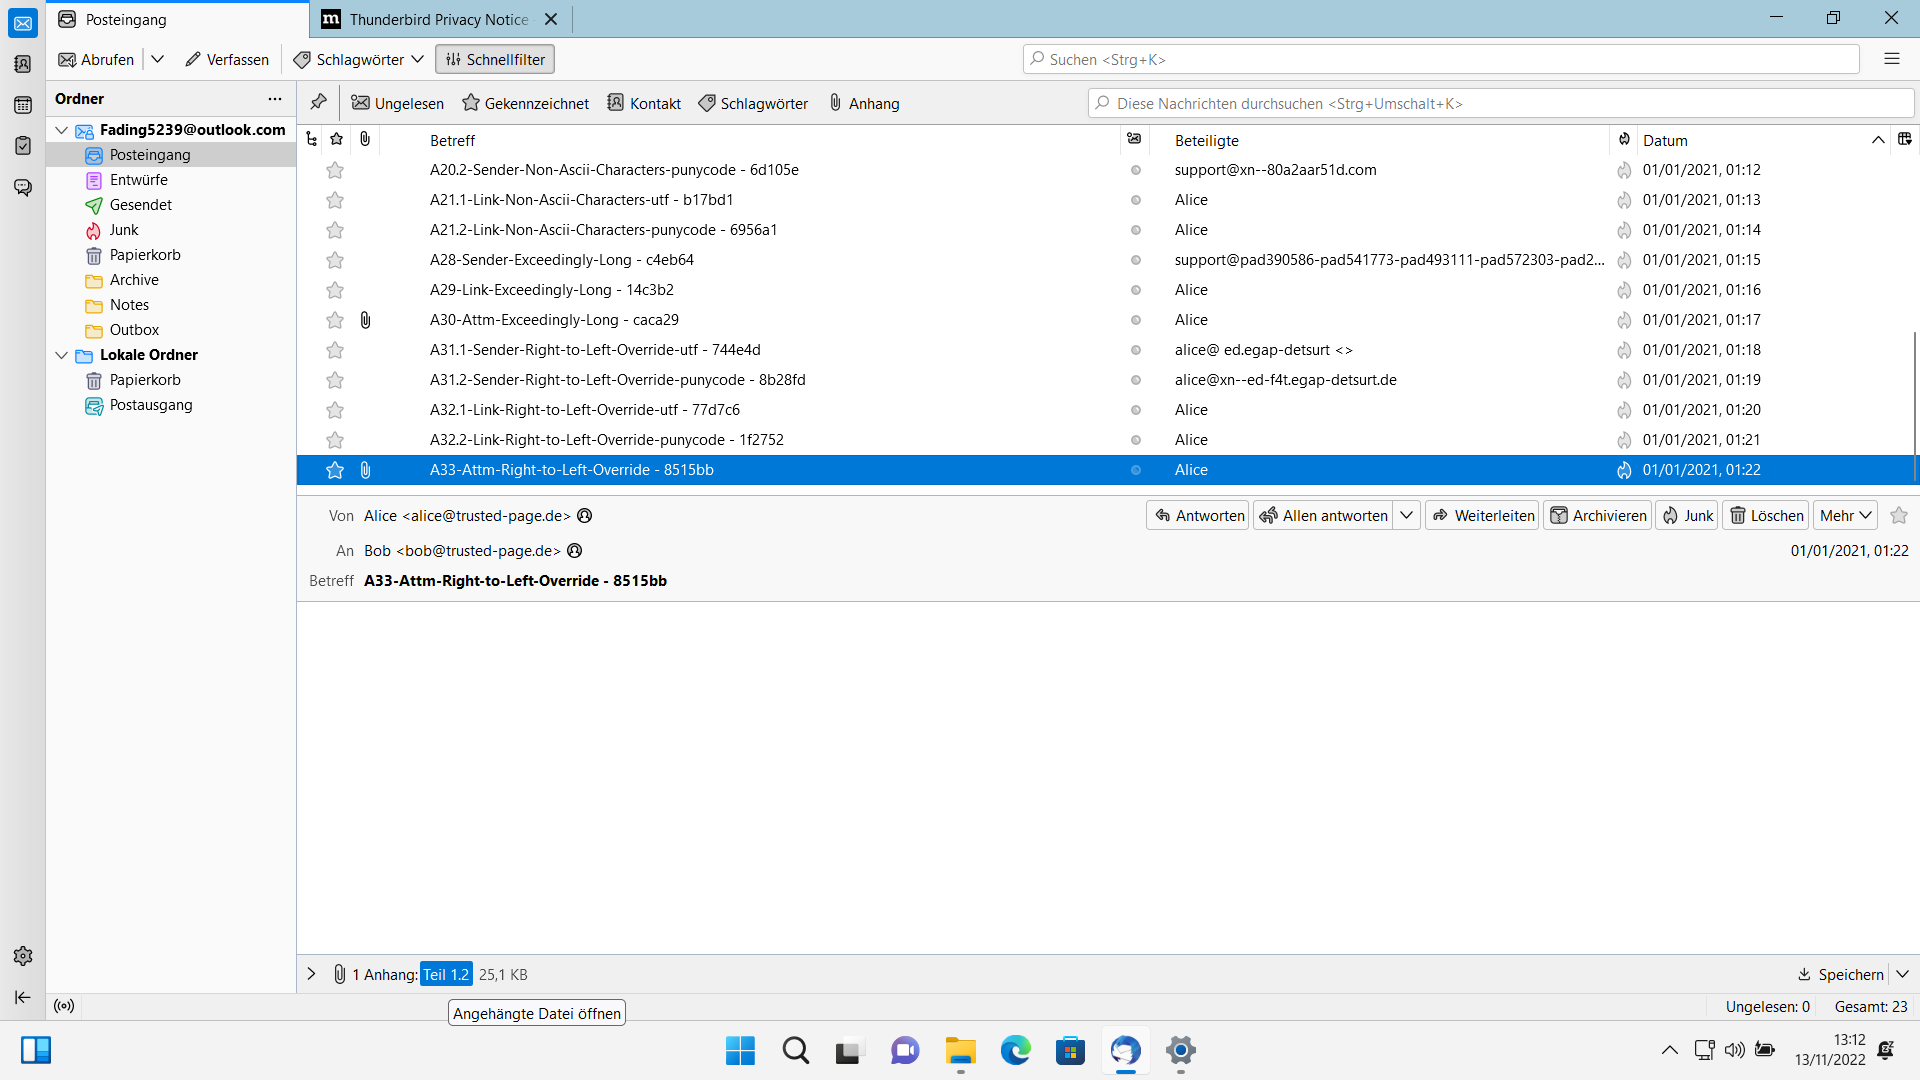 Posteingang
Thunderbird Privacy Notice -
Abrufen
Verfassen
Schlagwörter
Schnellfilter
Suchen <Strg+K>
Ordner
Ungelesen
Gekennzeichnet
Kontakt
Schlagwörter
Anhang
Diese Nachrichten durchsuchen <Strg+Umschalt+K>
Fading5239@outlook.com
Posteingang
Entwürfe
Gesendet
Junk
Papierkorb
Archive
Notes
Outbox
Lokale Ordner
Papierkorb
Postausgang
Betreff Beteiligte Datum
A20.2-Sender-Non-Ascii-Characters-punycode - 6d105e support@xn--80a2aar51d.com 01/01/2021, 01:12
A21.1-Link-Non-Ascii-Characters-utf - b17bd1 Alice 01/01/2021, 01:13
A21.2-Link-Non-Ascii-Characters-punycode - 6956a1 Alice 01/01/2021, 01:14
A28-Sender-Exceedingly-Long - c4eb64 support@pad390586-pad541773-pad493111-pad572303-pad2... 01/01/2021, 01:15
A29-Link-Exceedingly-Long - 14c3b2 Alice 01/01/2021, 01:16
A30-Attm-Exceedingly-Long - caca29 Alice 01/01/2021, 01:17
A31.1-Sender-Right-to-Left-Override-utf - 744e4d alice@ ed.egap-detsurt <> 01/01/2021, 01:18
A31.2-Sender-Right-to-Left-Override-punycode - 8b28fd alice@xn--ed-f4t.egap-detsurt.de 01/01/2021, 01:19
A32.1-Link-Right-to-Left-Override-utf - 77d7c6 Alice 01/01/2021, 01:20
A32.2-Link-Right-to-Left-Override-punycode - 1f2752 Alice 01/01/2021, 01:21
A33-Attm-Right-to-Left-Override - 8515bb Alice 01/01/2021, 01:22
Von Alice <alice@trusted-page.de>
Antworten
Allen antworten
Weiterleiten
Archivieren
Junk
Löschen
Mehr
An Bob <bob@trusted-page.de>
01/01/2021, 01:22
Betreff A33-Attm-Right-to-Left-Override - 8515bb
1 Anhang: Teil 1.2 25,1 KB
Speichern
Angehängte Datei öffnen
Ungelesen: 0 Gesamt: 23
13:12
13/11/2022